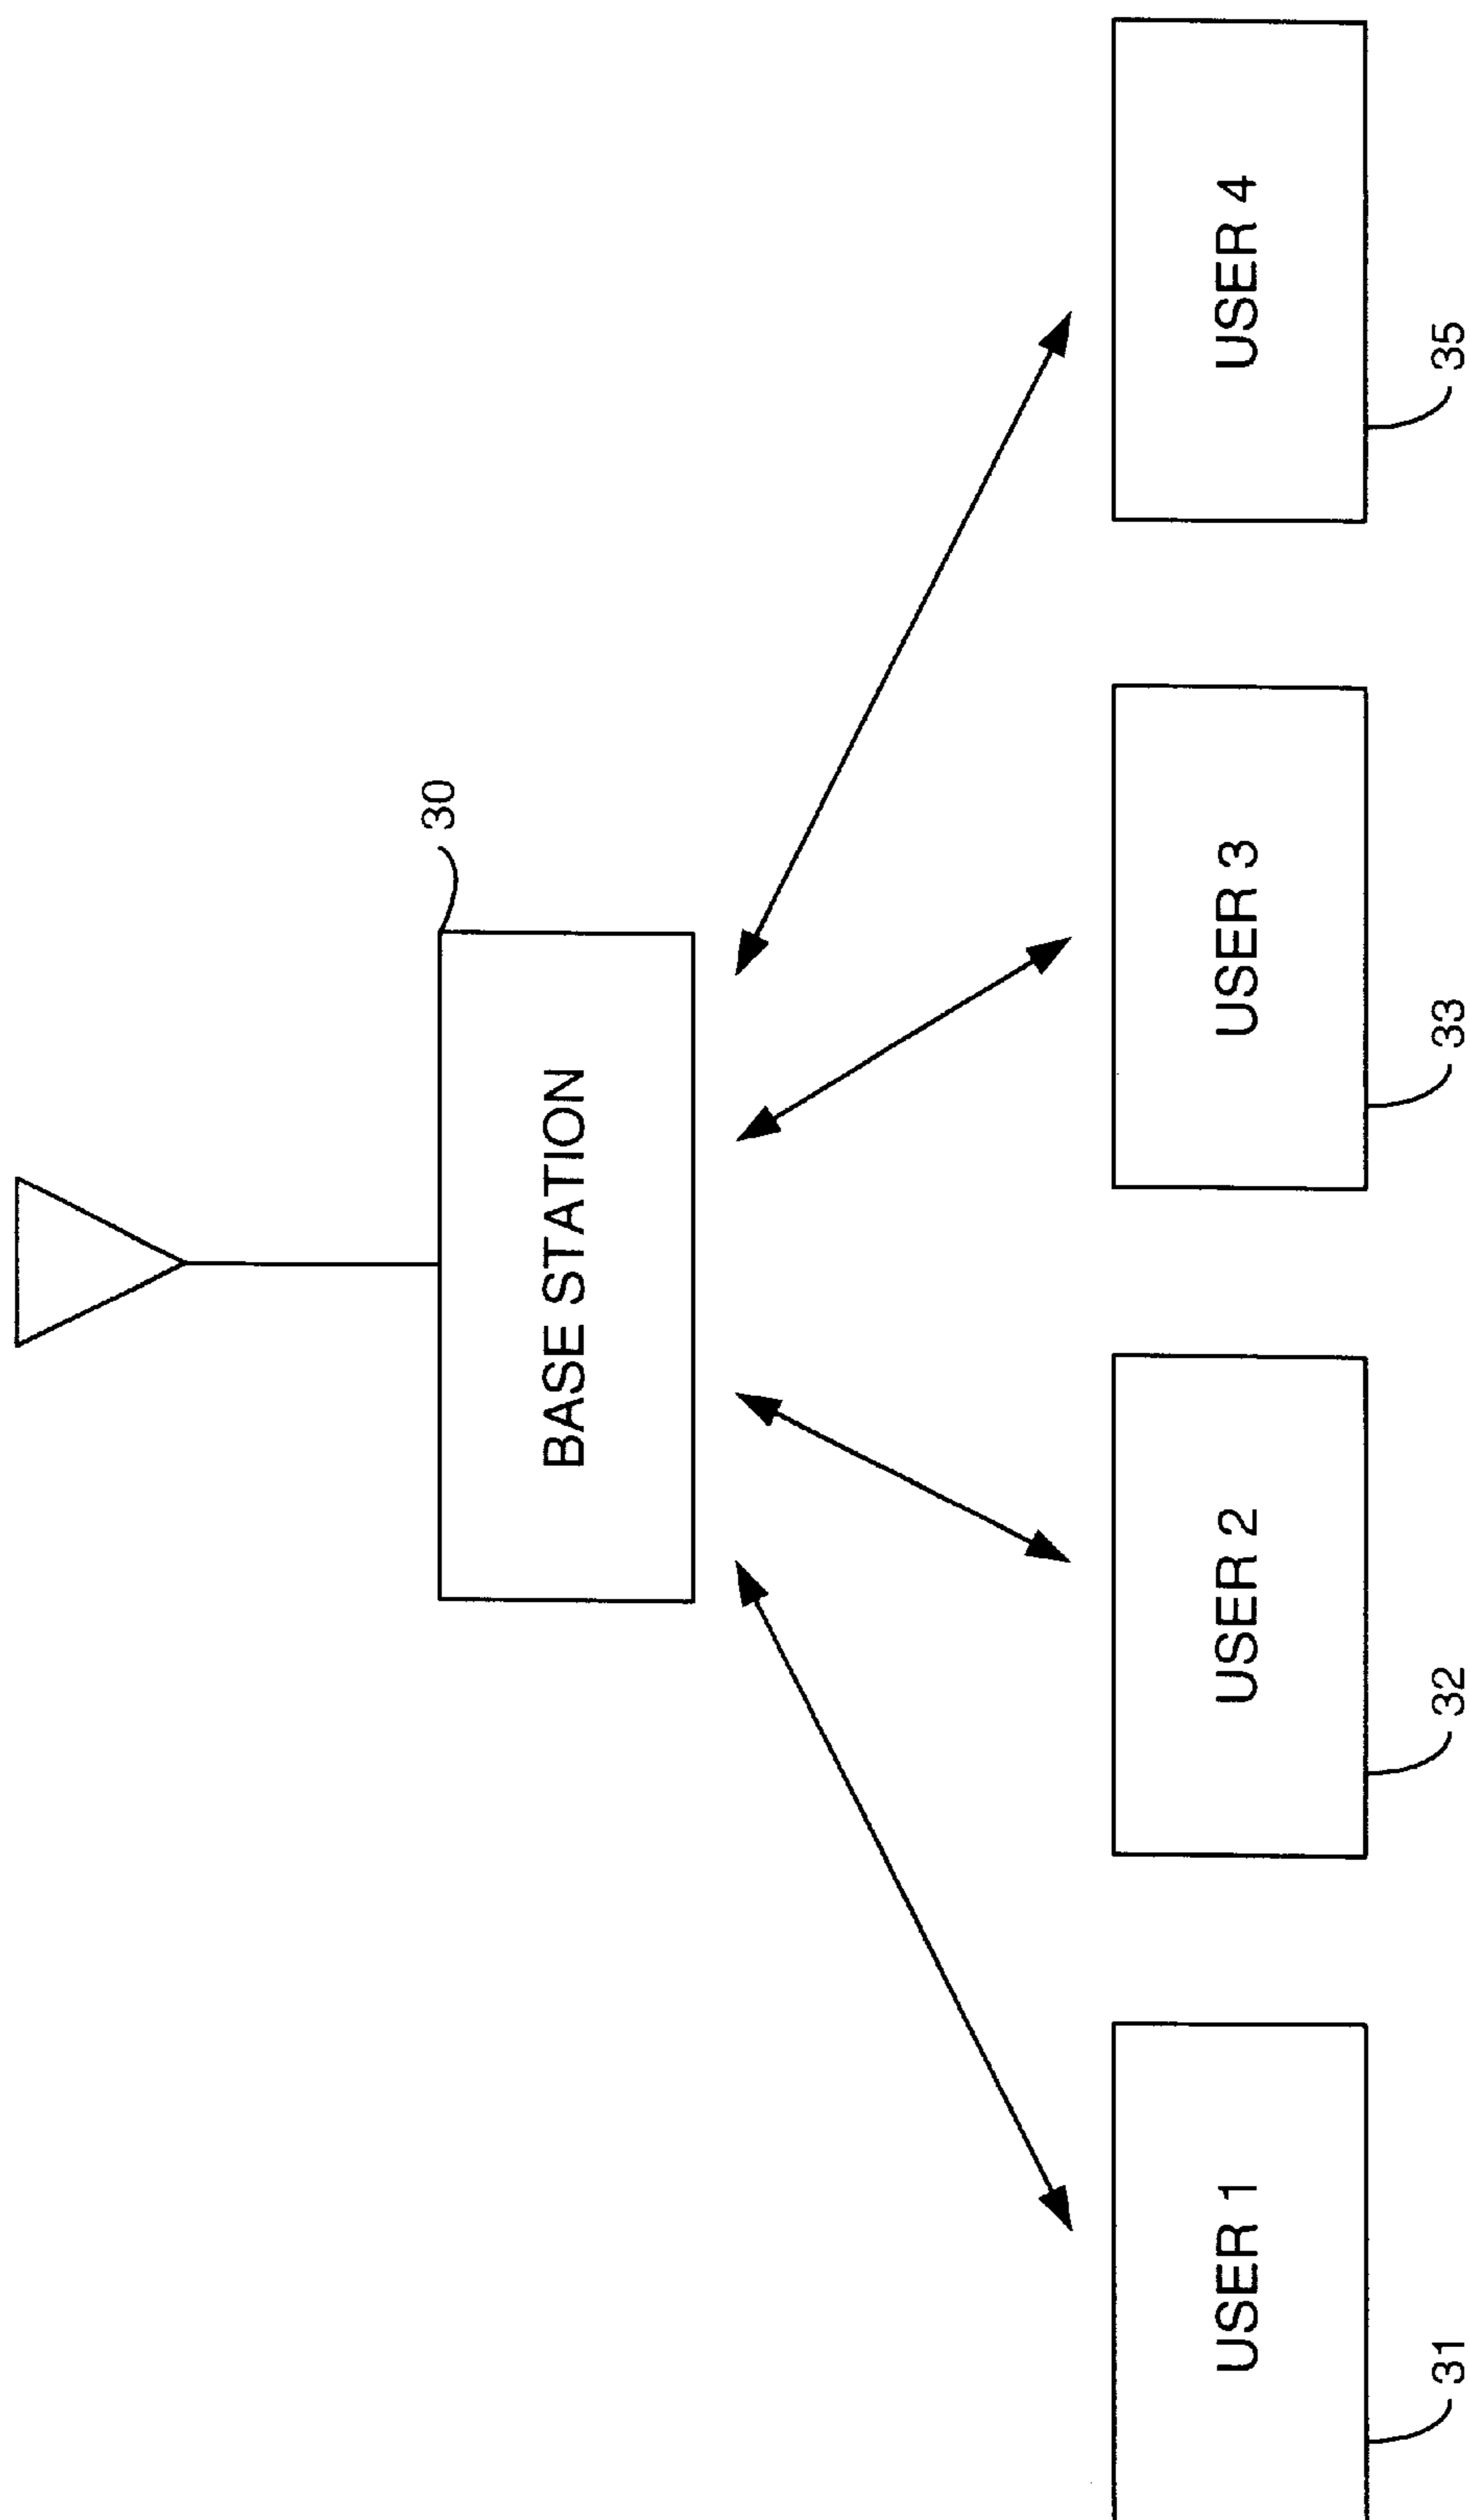 30
BASE STATION
USER 1
USER 2
USER 3
USER 4
31
32
33
35